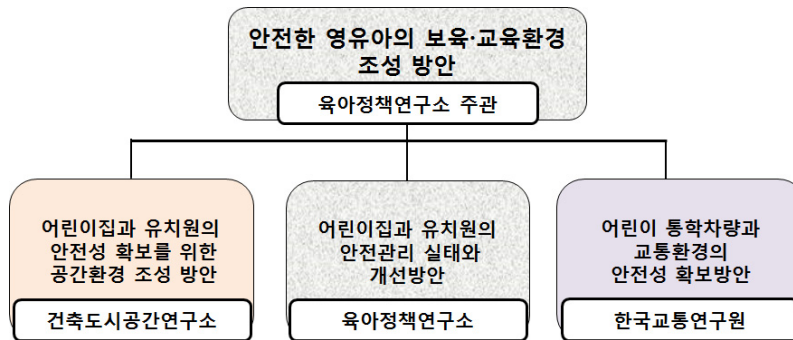 안전한 영유아의 보육·교육환경
조성 방안
육아정책연구소 주관
어린이집과 유치원의
안전성 확보를 위한
공간환경 조성 방안
건축도시공간연구소
어린이집과 유치원의
안전관리 실태와
개선방안
육아정책연구소
어린이 통학차량과
교통환경의
안전성 확보방안
한국교통연구원